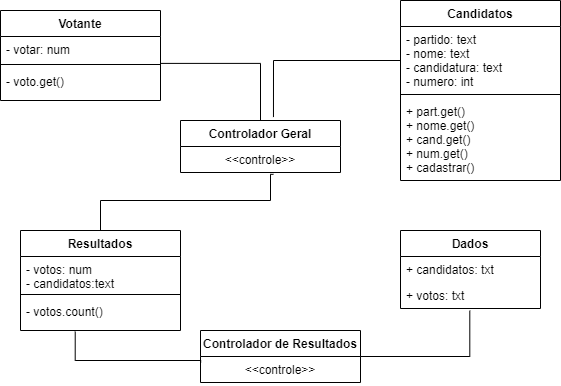 Votante
- votar: num
- voto.get()
Candidatos
- partido: text
- nome: text
- candidatura: text
- numero: int
+ part.get()
+ nome.get()
+ cand.get()
+ num.get()
+ cadastrar()
Controlador Geral
<<controle>>
Resultados
- votos: num
- candidatos:text
- votos.count()
Dados
+ candidatos: txt
+ votos: txt
Controlador de Resultados
<<controle>>